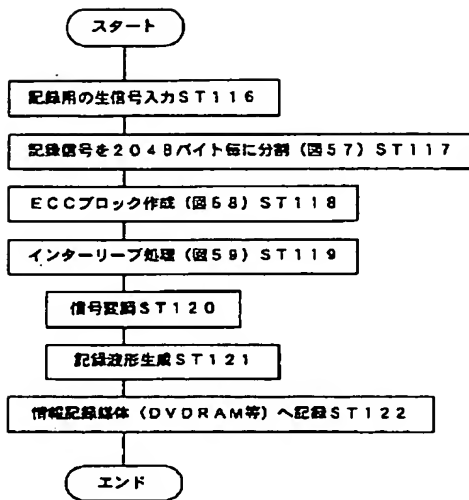 スタート
記録用の生信号入力ST116
記録信号を2048バイト毎に分割(図57)ST117
ECCブロック作成(図58)ST118
インターリーブ処理(図59)ST119
信号変調ST120
記録波形生成ST121
情報記録媒体(DVDRAM等)へ記録ST122
エンド